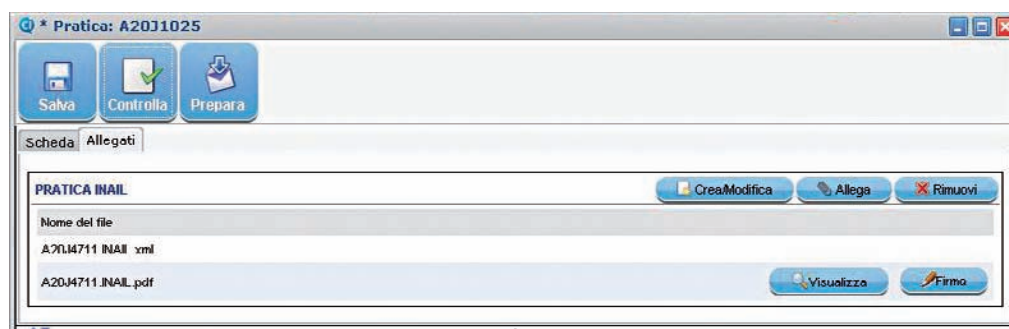 * Pratica: A20J1025
Salva Controlla Prepara
Scheda Allegati
PRATICA INAIL Crea/Modifica Allega Rimuovi
Nome del file
A20J4711.INAIL.xml
A20J4711.INAIL.pdf Visualizza Firma